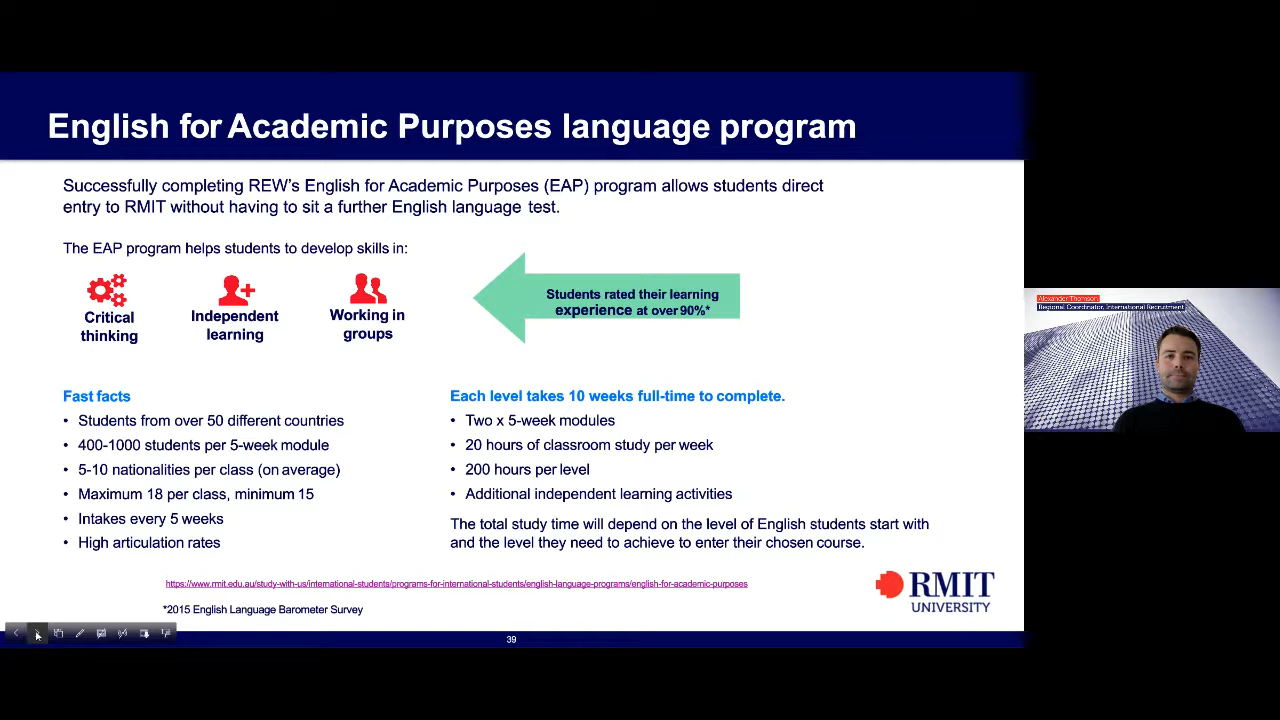 English for Academic Purposes language program
Successfully completing REW's English for Academic Purposes (EAP) program allows students direct
entry to RMIT without having to sit a further English language test.
The EAP program helps students to develop skills in:
Critical
thinking
Independent
learning
Working in
groups
Students rated their learning
experience at over 90%*
Fast facts
• Students from over 50 different countries
• 400-1000 students per 5-week module
• 5-10 nationalities per class (on average)
• Maximum 18 per class, minimum 15
• Intakes every 5 weeks
• High articulation rates
Each level takes 10 weeks full-time to complete.
• Two x 5-week modules
• 20 hours of classroom study per week
• 200 hours per level
• Additional independent learning activities
The total study time will depend on the level of English students start with
and the level they need to achieve to enter their chosen course.
https://www.rmit.edu.au/study-with-us/international-students/programs-for-international-students/english-language-programs/english-for-academic-purposes
*2015 English Language Barometer Survey
RMIT
UNIVERSITY
39
Alexander Thomson
Regional Coordinator, International Recruitment